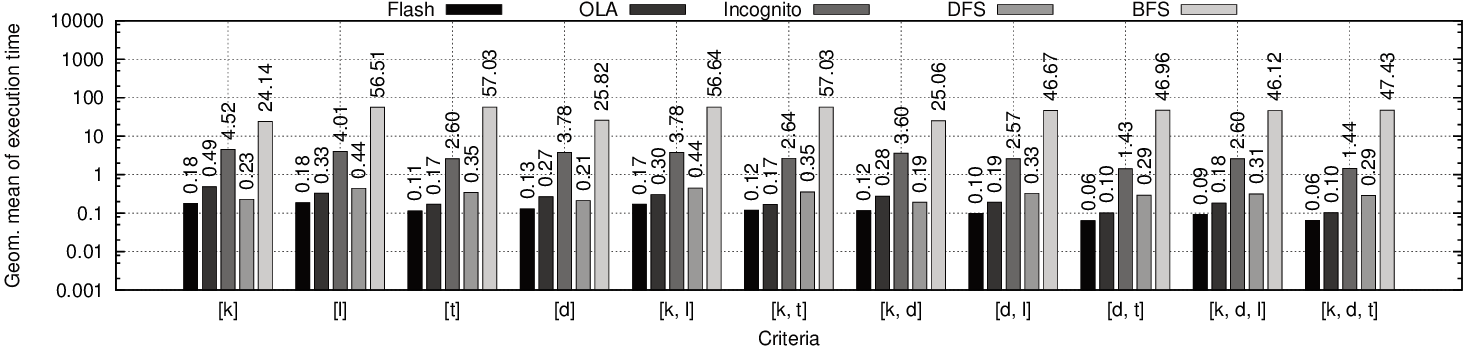 Flash OLA Incognito DFS BFS
Geom. mean of execution time
10000
1000
100
10
1
0.1
0.01
0.001
0.18 0.49 4.52 0.23 24.14
0.18 0.33 4.01 0.44 56.51
0.11 0.17 2.60 0.35 57.03
0.13 0.27 3.78 0.21 25.82
0.17 0.30 3.78 0.44 56.64
0.12 0.17 2.64 0.35 57.03
0.12 0.28 3.60 0.19 25.06
0.10 0.19 2.57 0.33 46.67
0.06 0.10 1.43 0.29 46.96
0.09 0.18 2.60 0.31 46.12
0.06 0.10 1.44 0.29 47.43
[k] [l] [t] [d] [k, l] [k, t] [k, d] [d, l] [d, t] [k, d, l] [k, d, t]
Criteria